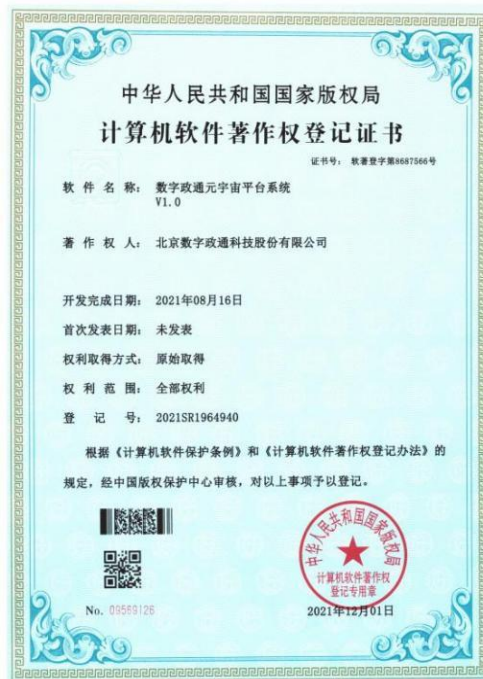 中华人民共和国国家版权局
计算机软件著作权登记证书
证书号： 软著登字第8687566号
软件名称： 数字政通元宇宙平台系统
V1.0
著作权人： 北京数字政通科技股份有限公司
开发完成日期： 2021年08月16日
首次发表日期： 未发表
权利取得方式： 原始取得
权利范围： 全部权利
登记号： 2021SR1964940
根据《计算机软件保护条例》和《计算机软件著作权登记办法》的
规定，经中国版权保护中心审核，对以上事项予以登记。
中华人民共和国国家版权局
计算机软件著作权
登记专用章
No. 09569126
2021年12月01日